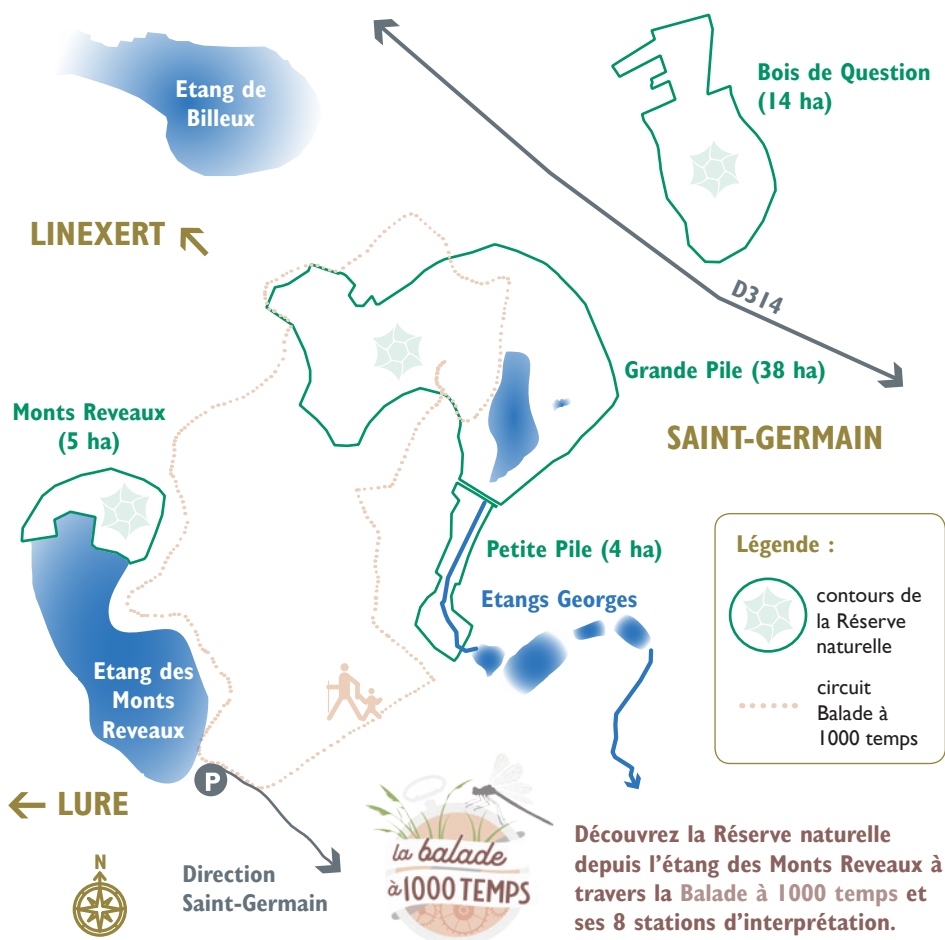 Etang de
Billeux
Bois de Question
(14 ha)
LINEXERT
D314
Grande Pile (38 ha)
Monts Reveaux
(5 ha)
SAINT-GERMAIN
Petite Pile (4 ha)
Etangs Georges
Légende :
contours de
la Réserve
naturelle
circuit
Balade à
1000 temps
Etang des
Monts
Reveaux
P
LURE
N
Direction
Saint-Germain
la balade
à 1000 TEMPS
Découvrez la Réserve naturelle
depuis l'étang des Monts Reveaux à
travers la Balade à 1000 temps et
ses 8 stations d'interprétation.